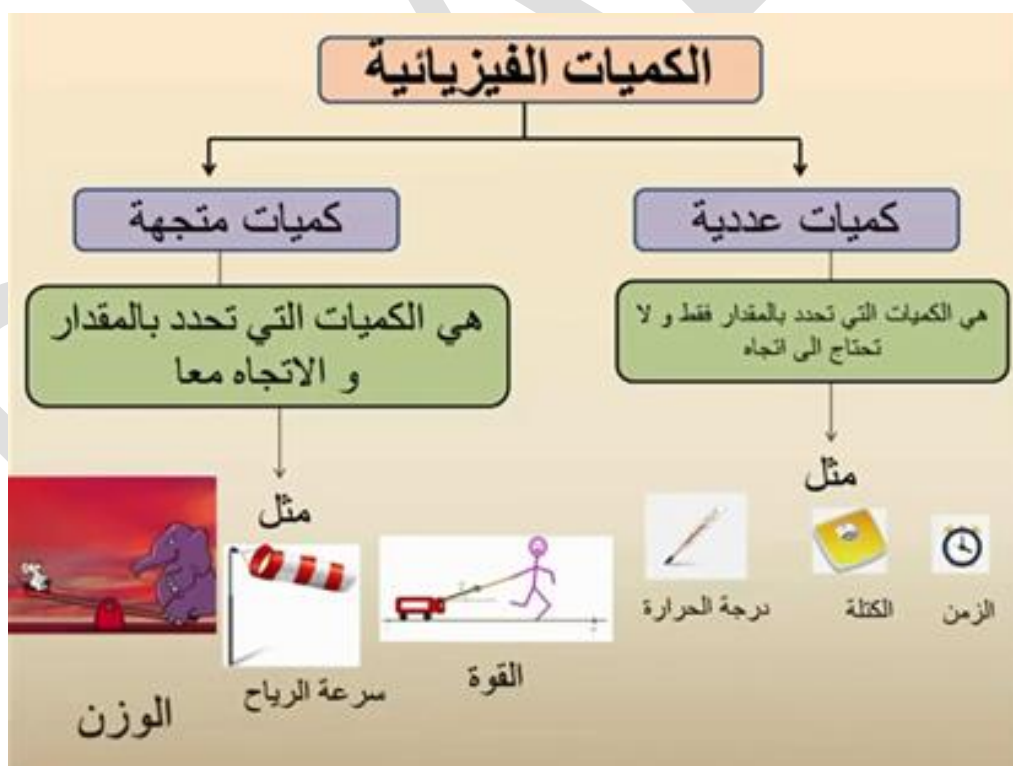 الكميات الفيزيائية
كميات عددية
هي الكميات التي تحدد بالمقدار فقط و لا
تحتاج الى اتجاه
مثل
الزمن
الكتلة
درجة الحرارة
كميات متجهة
هي الكميات التي تحدد بالمقدار
و الاتجاه معا
مثل
القوة
سرعة الرياح
الوزن